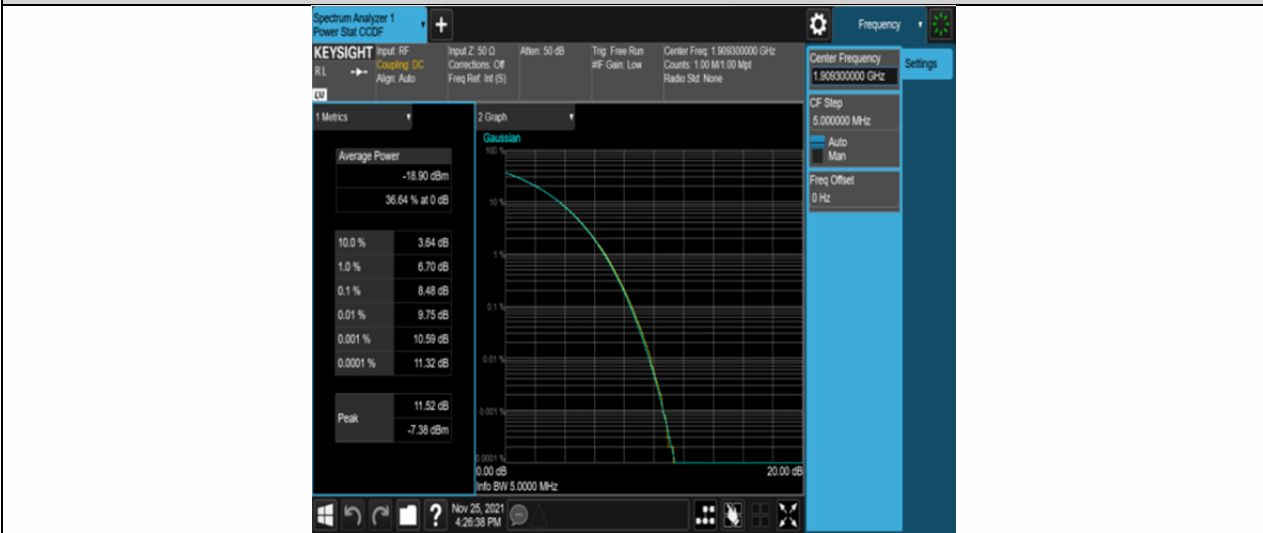 Spectrum Analyzer 1
Power Stat CCDF
+
Frequency
KEYSIGHT
R L
Input: RF
Coupling: DC
Align: Auto
Input Z: 50 Ω
Corrections: Off
Freq Ref: Int (S)
Atten: 50 dB
Trig: Free Run
#IF Gain: Low
Center Freq: 1.909300000 GHz
Counts: 1.00 M/1.00 Mpt
Radio Std: None
Center Frequency
1.909300000 GHz
Settings
CF Step
5.000000 MHz
Auto
Man
Freq Offset
0 Hz
1 Metrics
Average Power
-18.90 dBm
36.64 % at 0 dB
10.0 % 3.64 dB
1.0 % 6.70 dB
0.1 % 8.48 dB
0.01 % 9.75 dB
0.001 % 10.59 dB
0.0001 % 11.32 dB
Peak
11.52 dB
-7.38 dBm
2 Graph
Gaussian
100 %
10 %
1 %
0.1 %
0.01 %
0.001 %
0.0001 %
0.00 dB 20.00 dB
Info BW 5.0000 MHz
?
Nov 25, 2021
4:26:38 PM